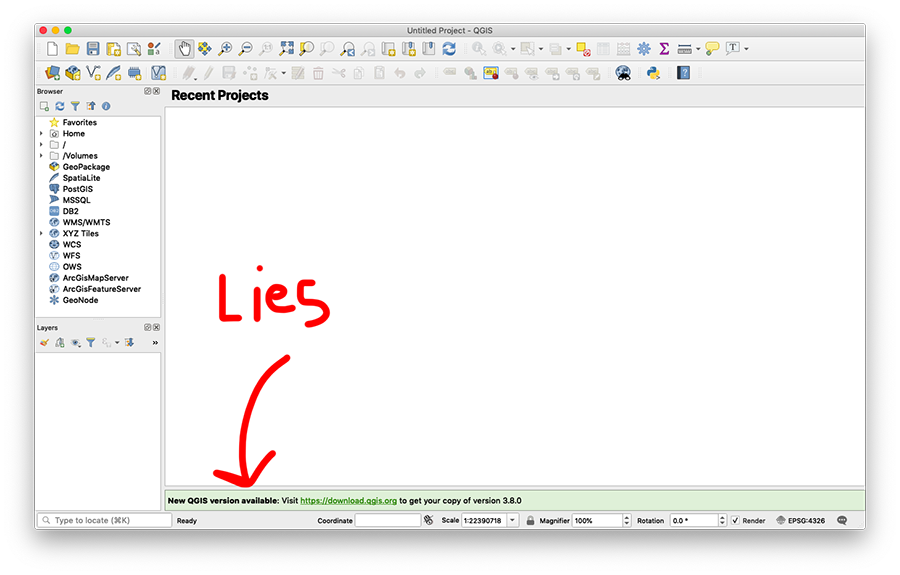 Untitled Project - QGIS
Browser
Recent Projects
Favorites
Home
/
/Volumes
GeoPackage
SpatiaLite
PostGIS
MSSQL
DB2
WMS/WMTS
XYZ Tiles
WCS
WFS
OWS
ArcGisMapServer
ArcGisFeatureServer
GeoNode
Lies
Layers
»
New QGIS version available: Visit https://download.qgis.org to get your copy of version 3.8.0
Type to locate (⌘K) Ready Coordinate Scale 1:22390718 Magnifier 100% Rotation 0.0 ° Render EPSG:4326